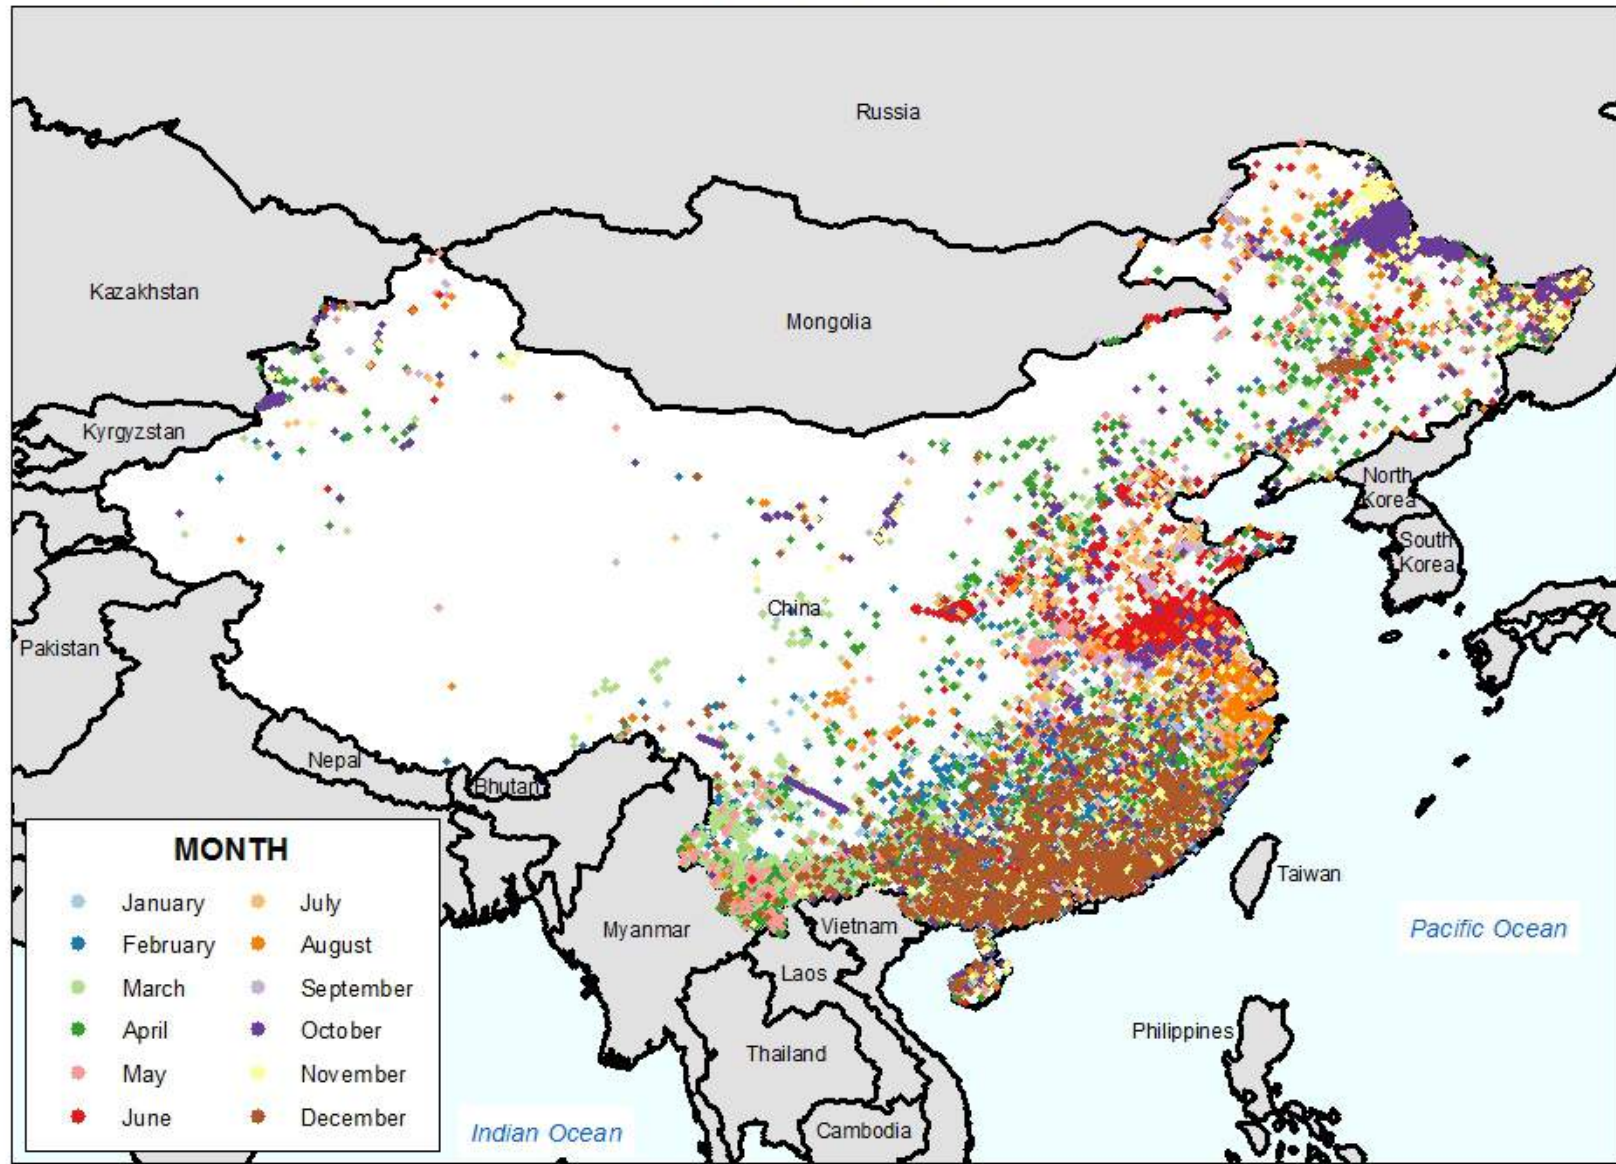 Russia
Kazakhstan
Mongolia
Kyrgyzstan
North
Korea
South
Korea
China
Pakistan
Nepal
Bhutan
MONTH
January
July
February
August
March
September
April
October
May
November
June
December
Taiwan
Myanmar
Vietnam
Pacific Ocean
Laos
Philippines
Thailand
Cambodia
Indian Ocean